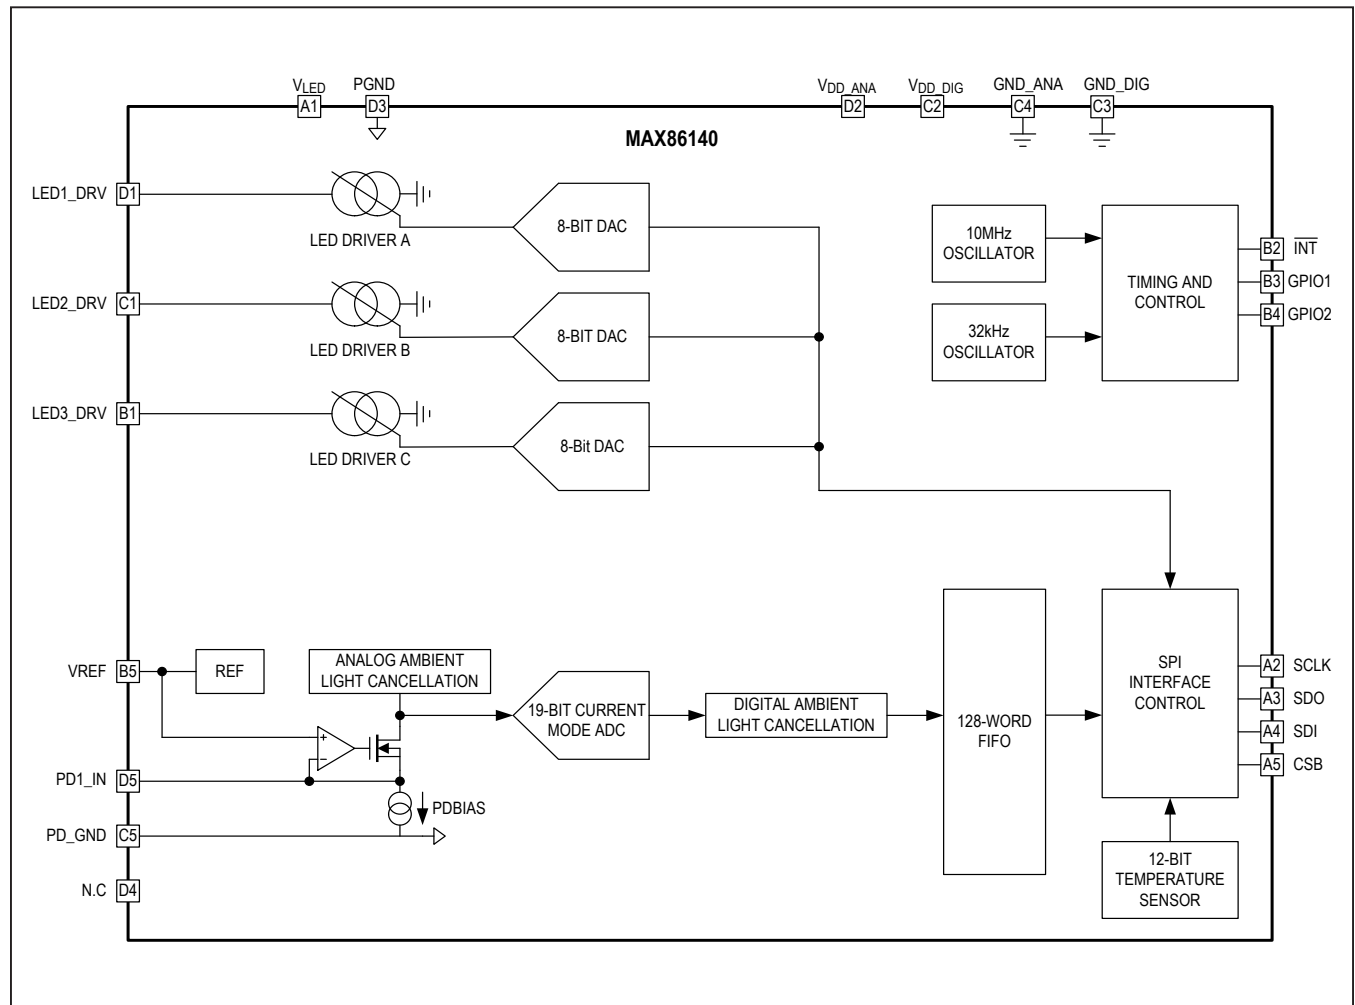 VLED PGND VDD_ANA VDD_DIG GND_ANA GND_DIG
A1 D3 D2 C2 C4 C3
MAX86140
LED1_DRV D1
LED DRIVER A
8-BIT DAC
LED2_DRV C1
LED DRIVER B
8-BIT DAC
LED3_DRV B1
LED DRIVER C
8-Bit DAC
10MHz
OSCILLATOR
32kHz
OSCILLATOR
TIMING AND
CONTROL
B2 INT
B3 GPIO1
B4 GPIO2
VREF B5
REF
ANALOG AMBIENT
LIGHT CANCELLATION
+
−
19-BIT CURRENT
MODE ADC
DIGITAL AMBIENT
LIGHT CANCELLATION
128-WORD
FIFO
SPI
INTERFACE
CONTROL
A2 SCLK
A3 SDO
A4 SDI
A5 CSB
PD1_IN D5
PDBIAS
PD_GND C5
N.C D4
12-BIT
TEMPERATURE
SENSOR